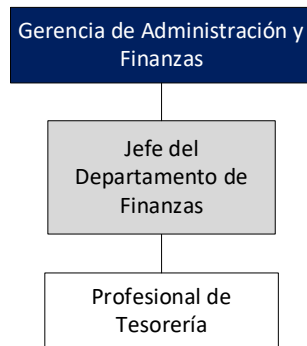 Gerencia de Administración y
Finanzas
Jefe del
Departamento de
Finanzas
Profesional de
Tesorería